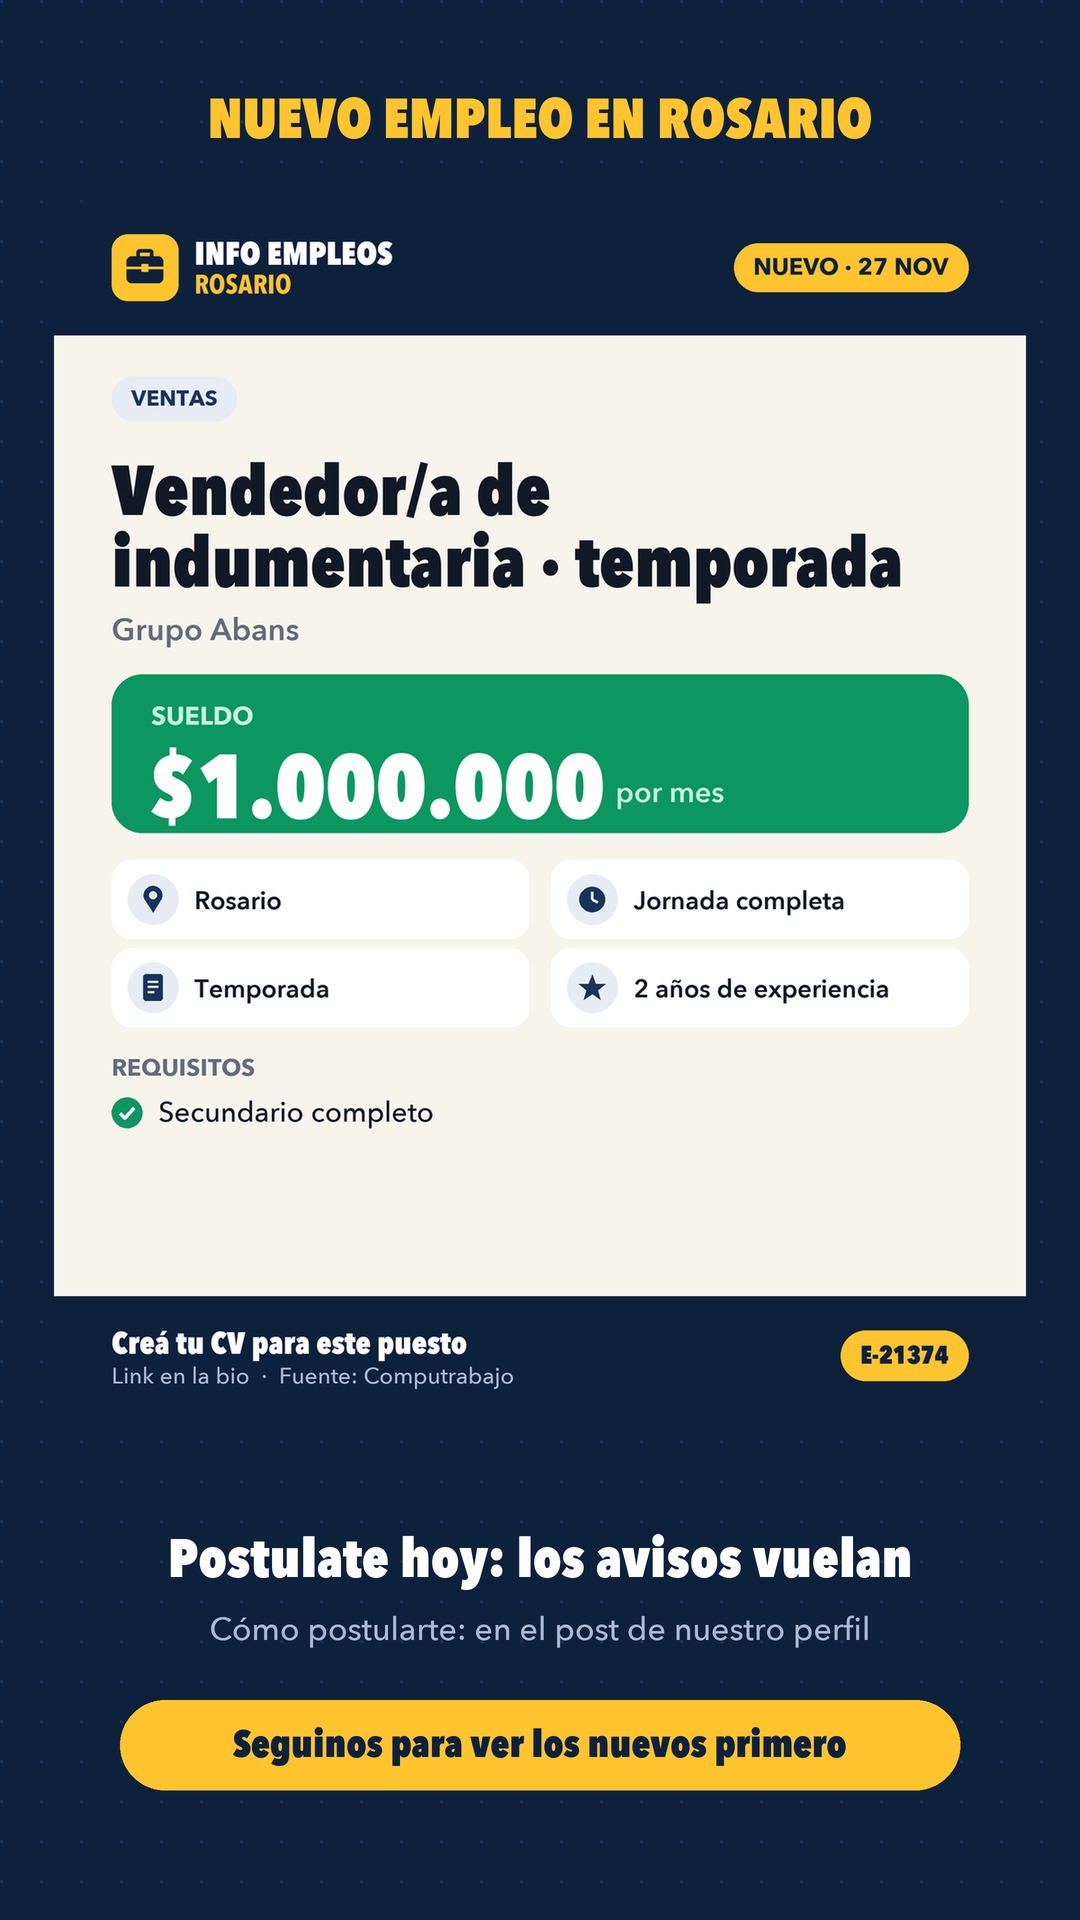 NUEVO EMPLEO EN ROSARIO
INFO EMPLEOS
ROSARIO
NUEVO · 27 NOV
VENTAS
Vendedor/a de
indumentaria · temporada
Grupo Abans
SUELDO
$1.000.000 por mes
Rosario
Jornada completa
Temporada
2 años de experiencia
REQUISITOS
Secundario completo
Creá tu CV para este puesto
Link en la bio · Fuente: Computrabajo
E-21374
Postulate hoy: los avisos vuelan
Cómo postularte: en el post de nuestro perfil
Seguinos para ver los nuevos primero